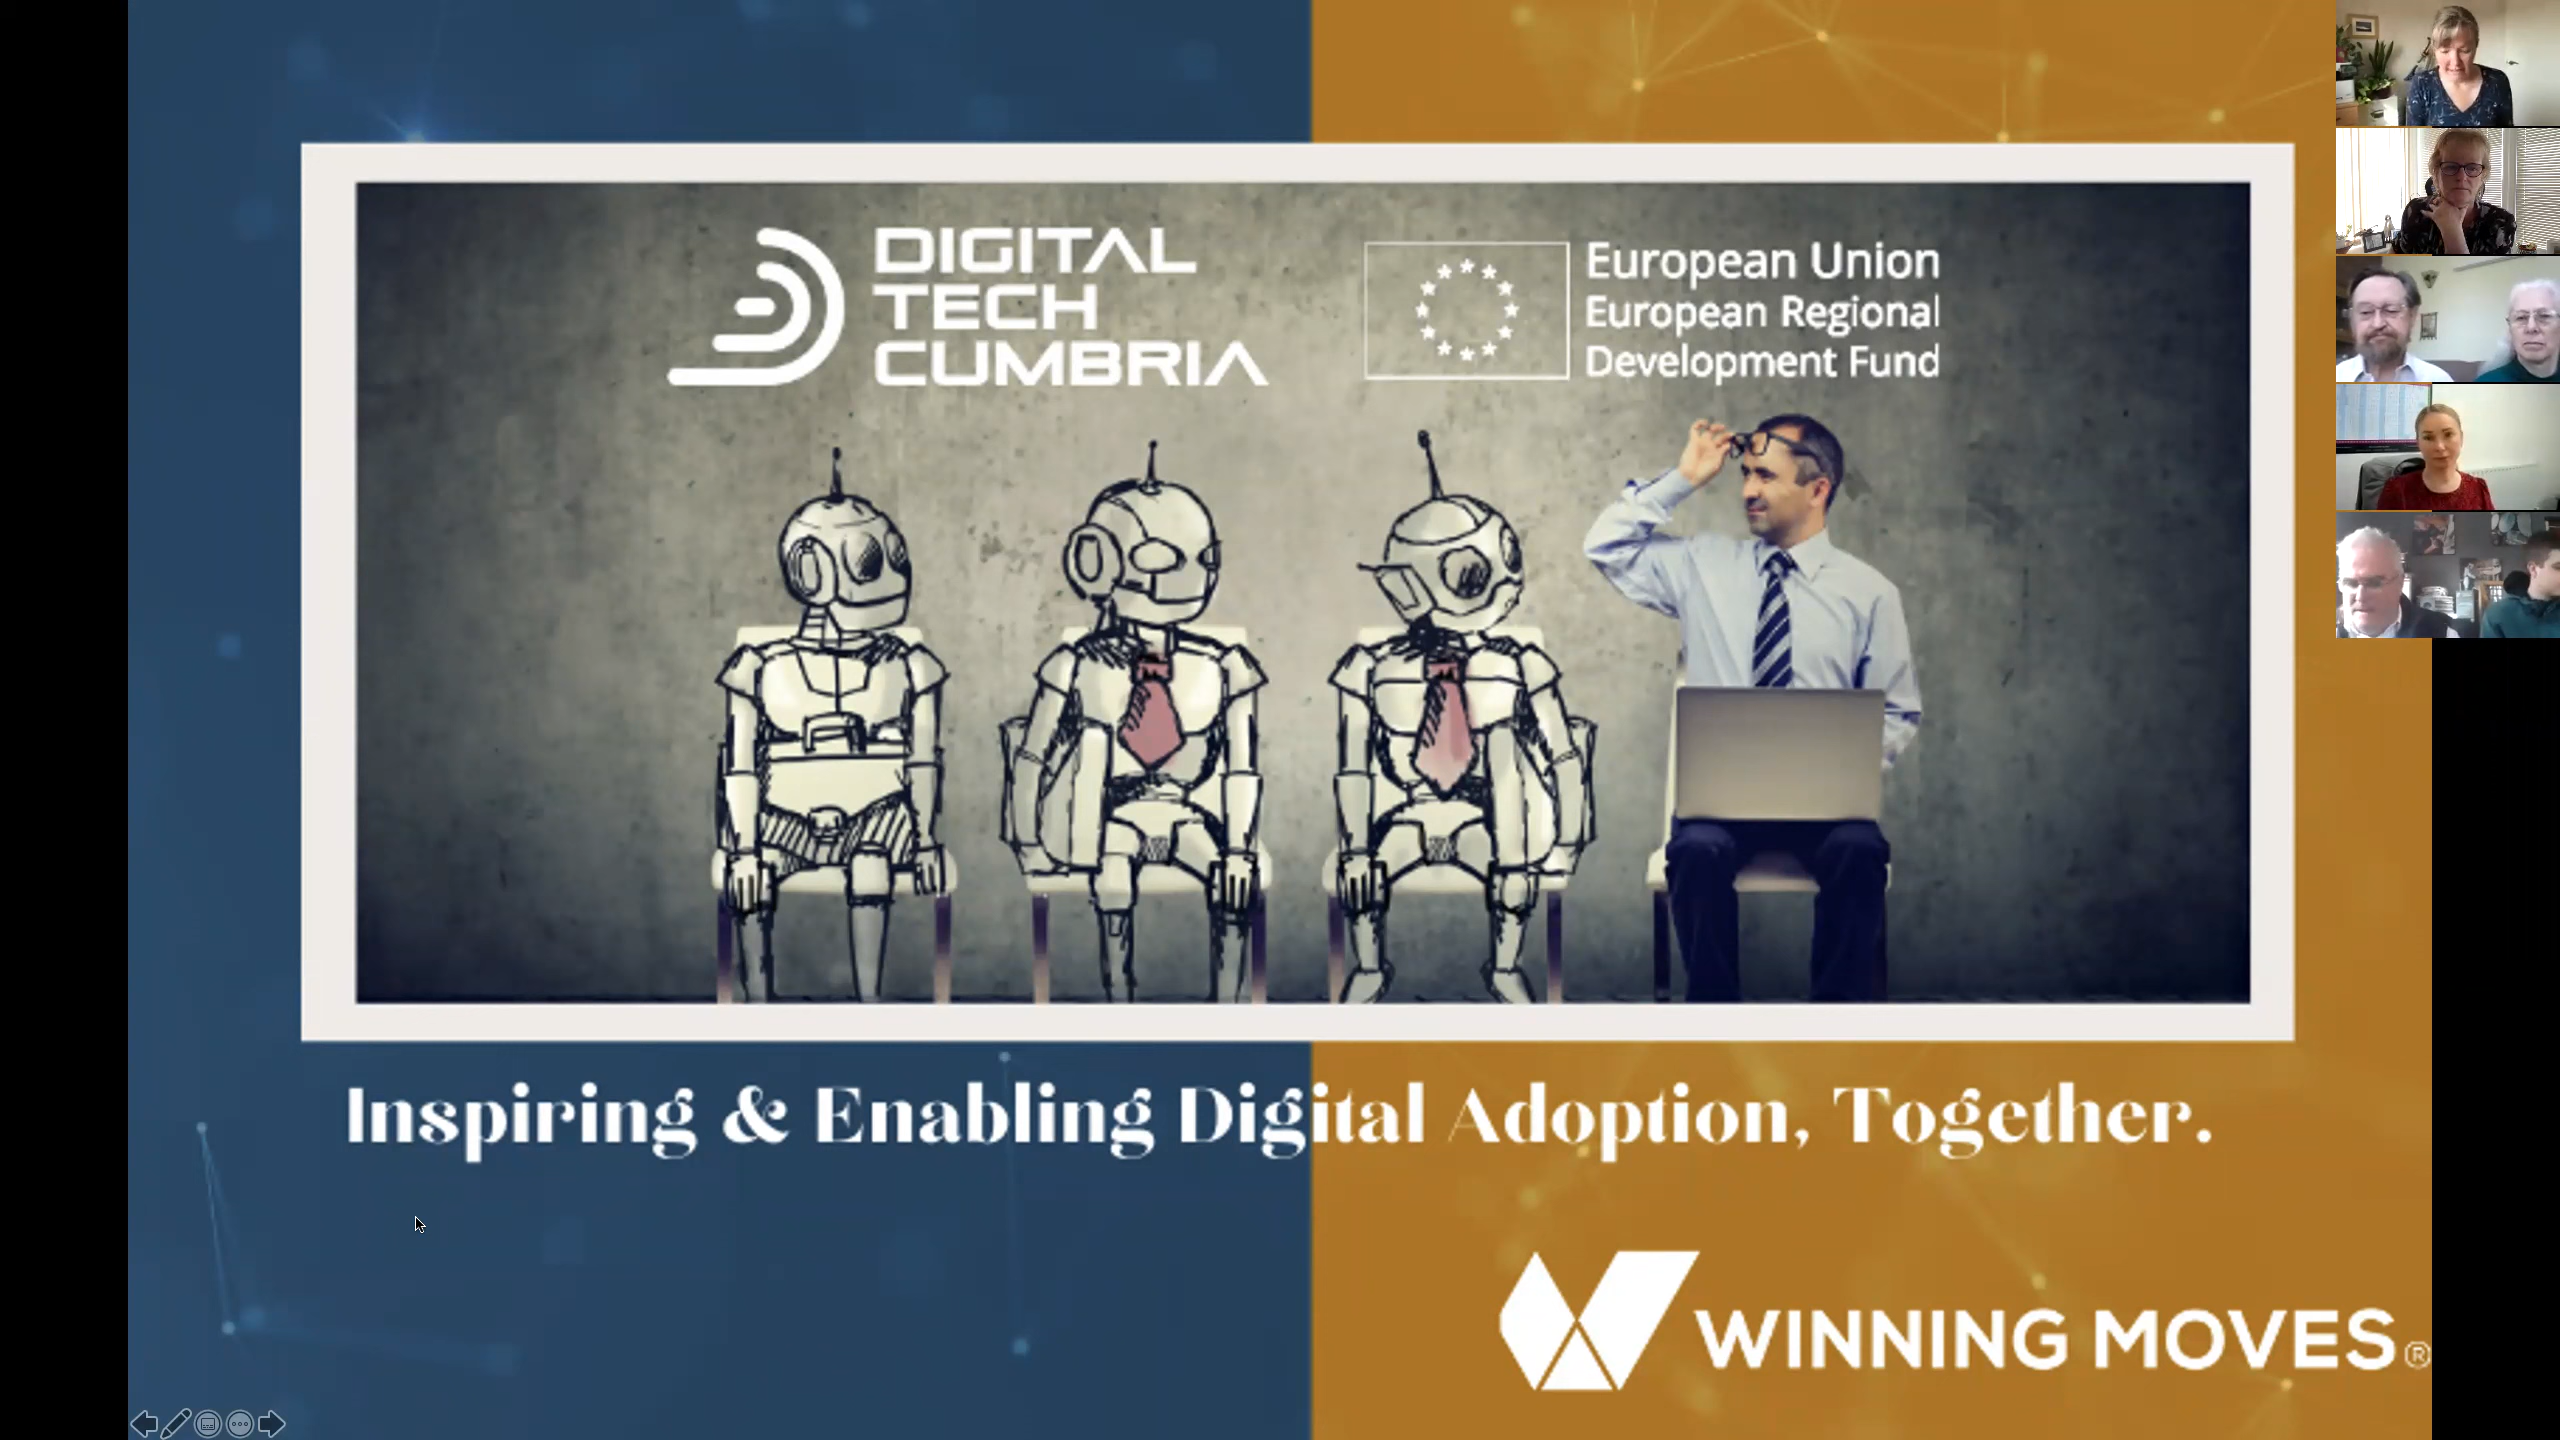 DIGITAL
TECH
CUMBRIA
European Union
European Regional
Development Fund
Inspiring & Enabling Digital Adoption, Together.
WINNING MOVES®